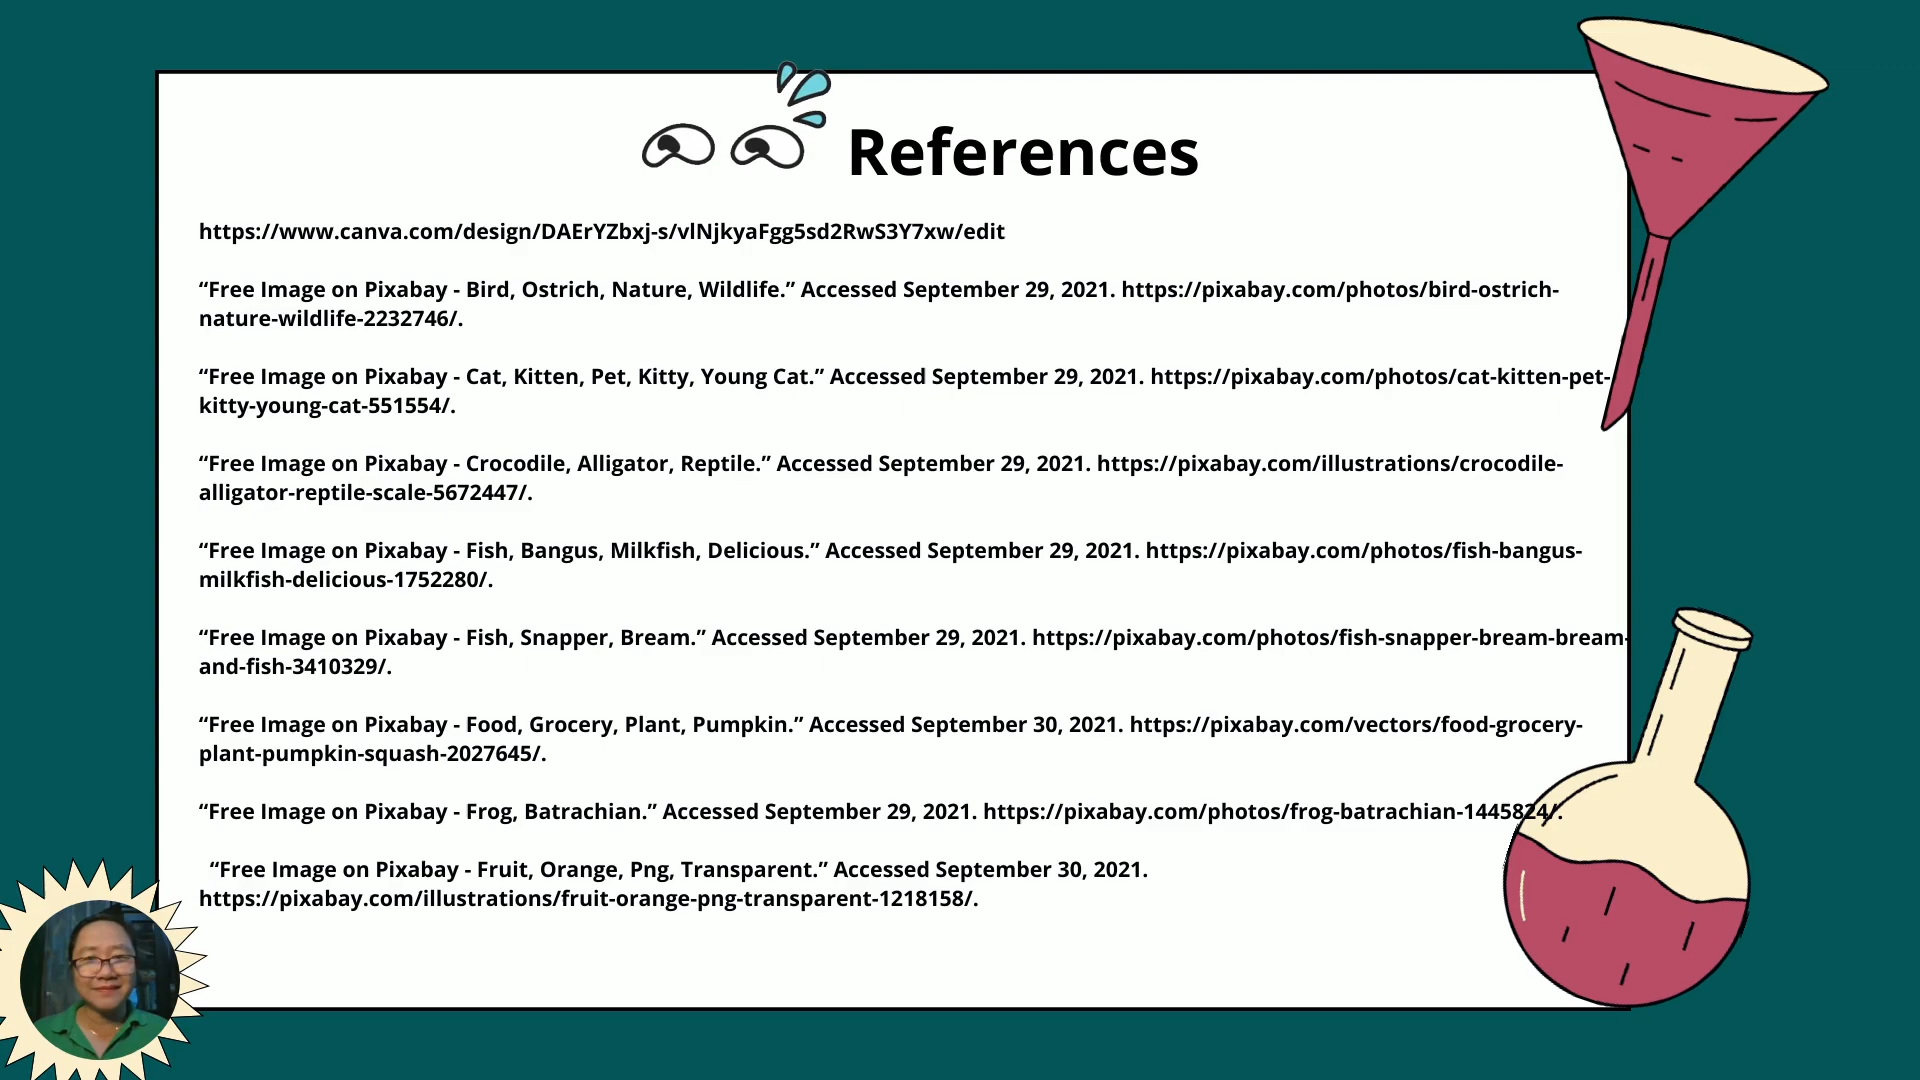 References
https://www.canva.com/design/DAErYZbxj-s/vlNjkyaFgg5sd2RwS3Y7xw/edit
“Free Image on Pixabay - Bird, Ostrich, Nature, Wildlife.” Accessed September 29, 2021. https://pixabay.com/photos/bird-ostrich-
nature-wildlife-2232746/.
“Free Image on Pixabay - Cat, Kitten, Pet, Kitty, Young Cat.” Accessed September 29, 2021. https://pixabay.com/photos/cat-kitten-pet-
kitty-young-cat-551554/.
“Free Image on Pixabay - Crocodile, Alligator, Reptile.” Accessed September 29, 2021. https://pixabay.com/illustrations/crocodile-
alligator-reptile-scale-5672447/.
“Free Image on Pixabay - Fish, Bangus, Milkfish, Delicious.” Accessed September 29, 2021. https://pixabay.com/photos/fish-bangus-
milkfish-delicious-1752280/.
“Free Image on Pixabay - Fish, Snapper, Bream.” Accessed September 29, 2021. https://pixabay.com/photos/fish-snapper-bream-bream-
and-fish-3410329/.
“Free Image on Pixabay - Food, Grocery, Plant, Pumpkin.” Accessed September 30, 2021. https://pixabay.com/vectors/food-grocery-
plant-pumpkin-squash-2027645/.
“Free Image on Pixabay - Frog, Batrachian.” Accessed September 29, 2021. https://pixabay.com/photos/frog-batrachian-1445824/.
“Free Image on Pixabay - Fruit, Orange, Png, Transparent.” Accessed September 30, 2021.
https://pixabay.com/illustrations/fruit-orange-png-transparent-1218158/.